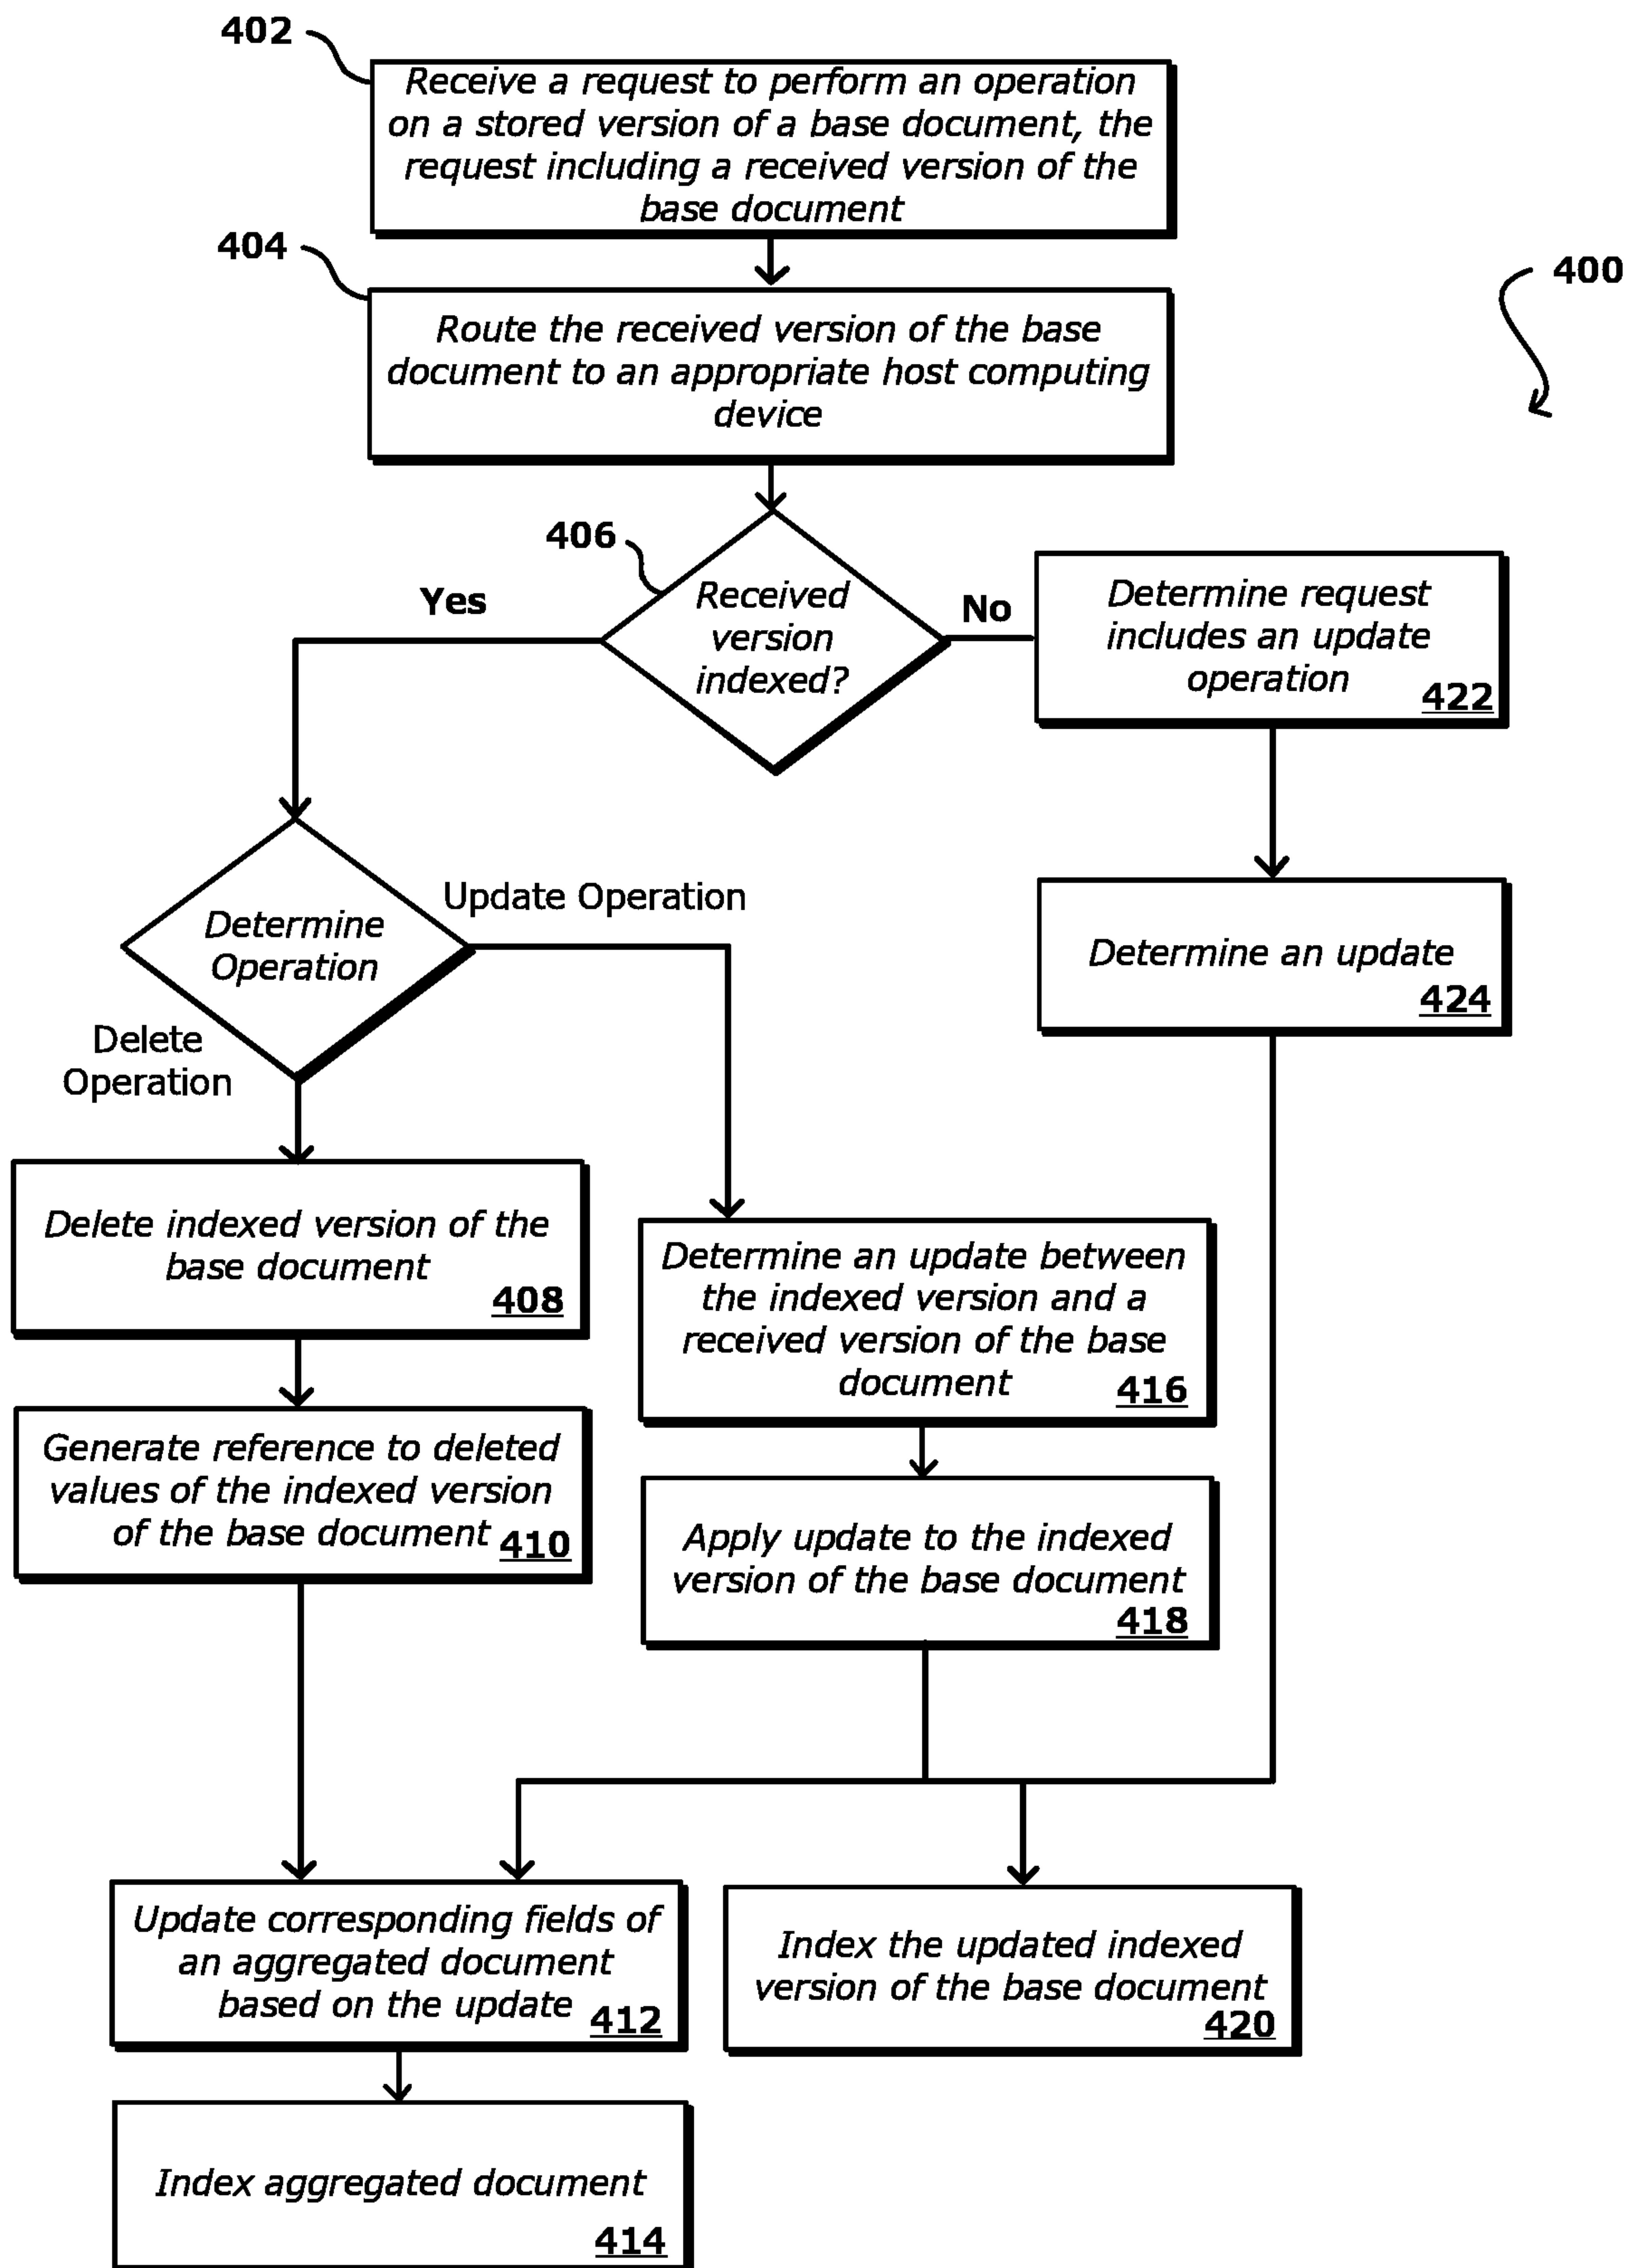 402
Receive a request to perform an operation
on a stored version of a base document, the
request including a received version of the
base document
404
400
Route the received version of the base
document to an appropriate host computing
device
406
Yes
Received
version
indexed?
No
Determine request
includes an update
operation
422
Determine
Operation
Update Operation
Delete
Operation
Determine an update
424
Delete indexed version of the
base document
408
Determine an update between
the indexed version and a
received version of the base
document
416
Generate reference to deleted
values of the indexed version
of the base document
410
Apply update to the indexed
version of the base document
418
Update corresponding fields of
an aggregated document
based on the update
412
Index the updated indexed
version of the base document
420
Index aggregated document
414